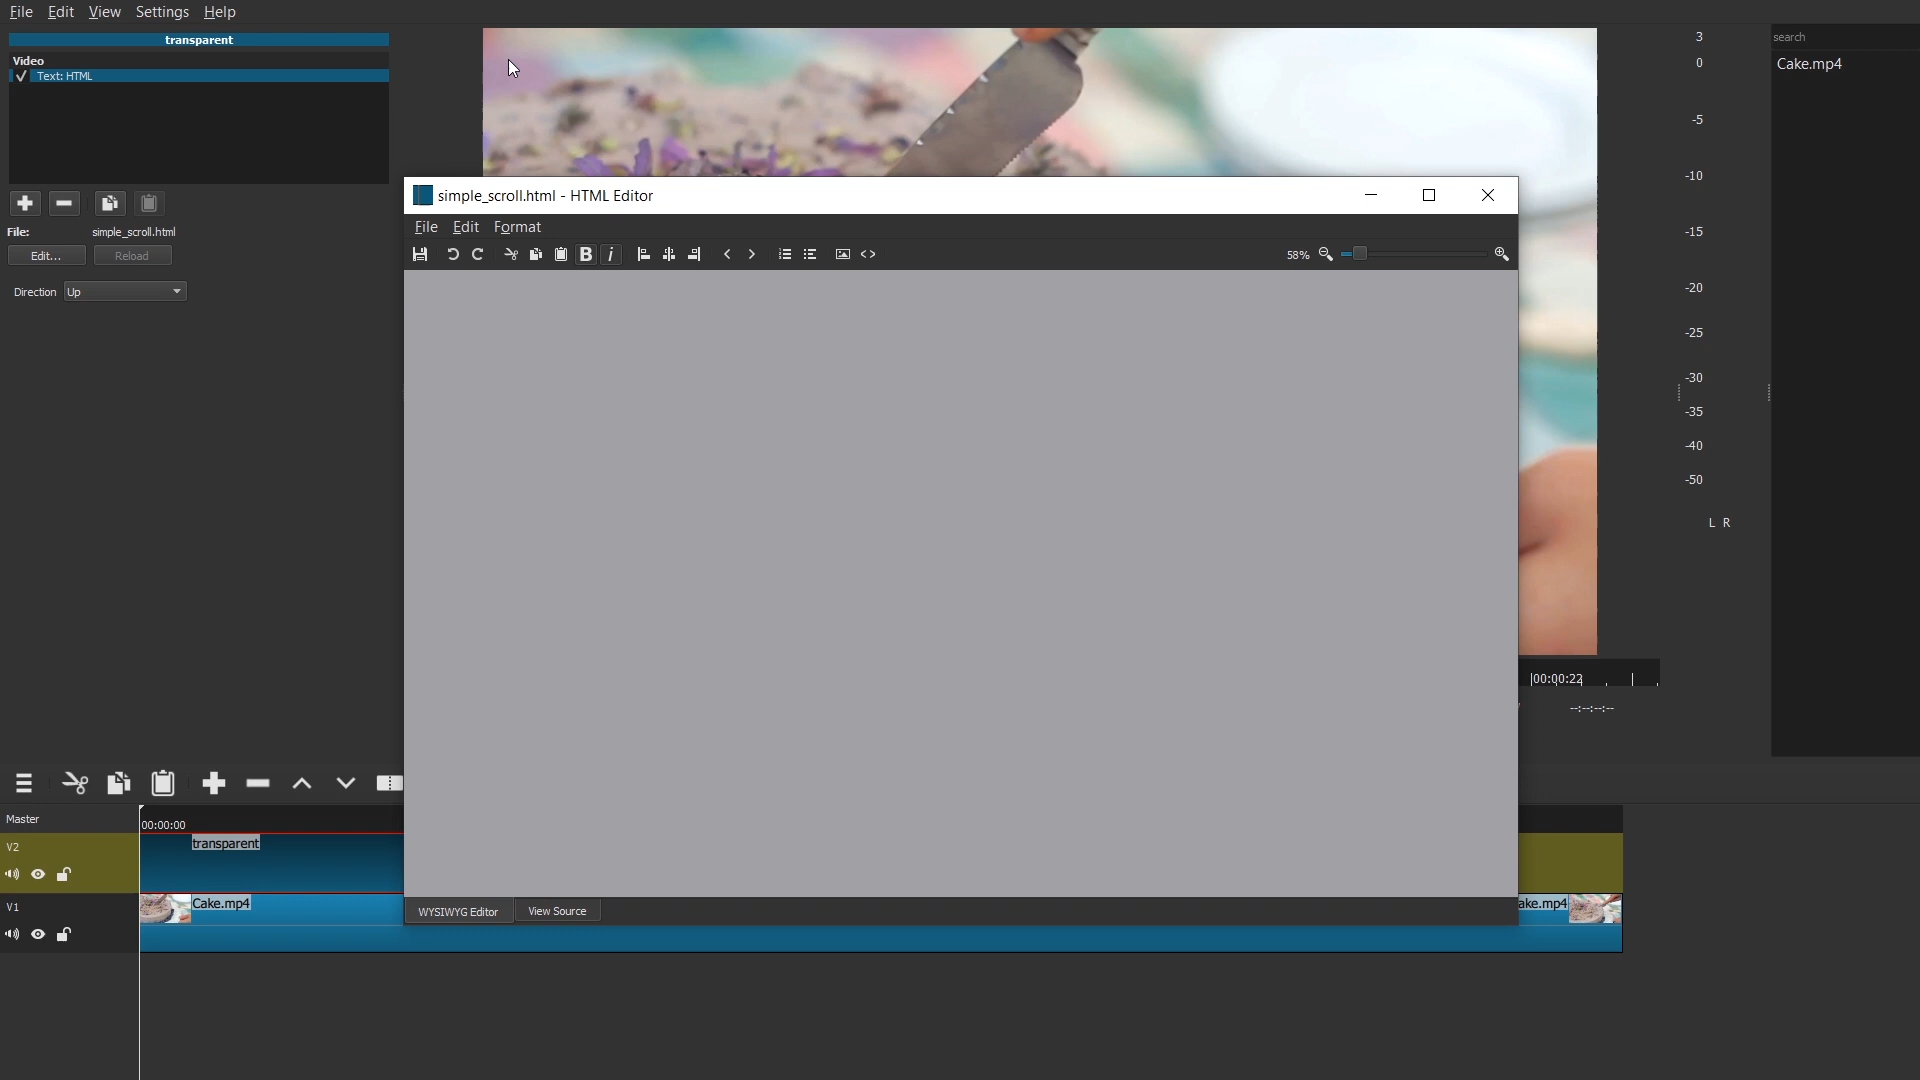 File Edit View Settings Help
transparent
Video
Text: HTML
File: simple_scroll.html
Edit... Reload
Direction Up
simple_scroll.html - HTML Editor
File Edit Format
B i 58%
WYSIWYG Editor View Source
3
0
-5
-10
-15
-20
-25
-30
-35
-40
-50
L R
search
Cake.mp4
00:00:22
--:--:--:--
Master
00:00:00
V2
transparent
V1
Cake.mp4
ake.mp4